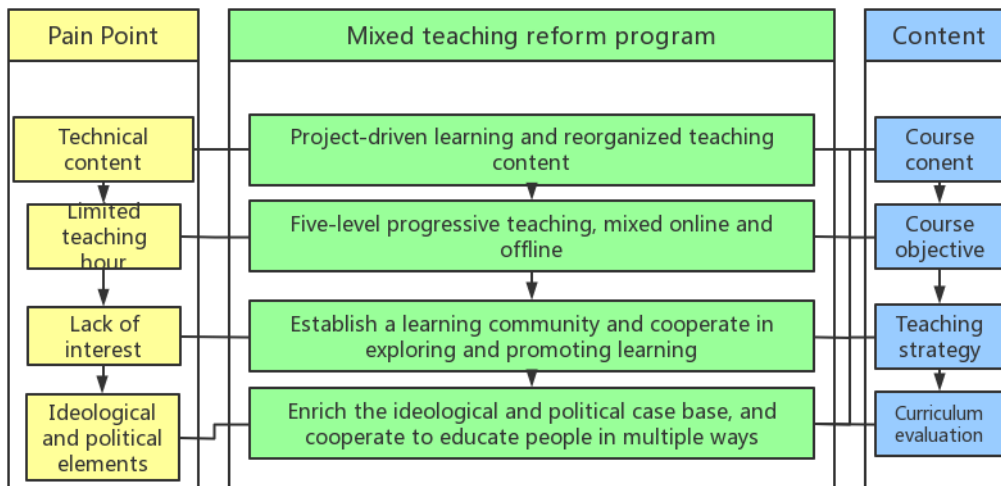 Pain Point
Mixed teaching reform program
Content
Technical
content
Project-driven learning and reorganized teaching
content
Course
conent
Limited
teaching
hour
Five-level progressive teaching, mixed online and
offline
Course
objective
Lack of
interest
Establish a learning community and cooperate in
exploring and promoting learning
Teaching
strategy
Ideological
and political
elements
Enrich the ideological and political case base, and
cooperate to educate people in multiple ways
Curriculum
evaluation